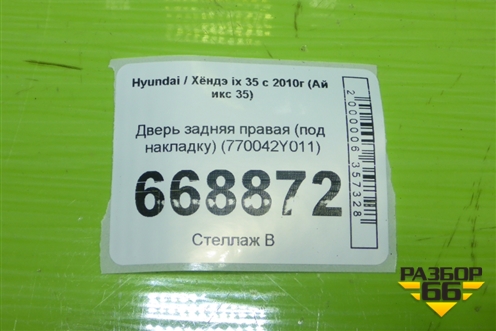 Hyundai / Хёндэ ix 35 с 2010г (Ай
икс 35)
Дверь задняя правая (под
накладку) (770042Y011)
668872
Стеллаж В
2000006357328
РАЗБОР
66